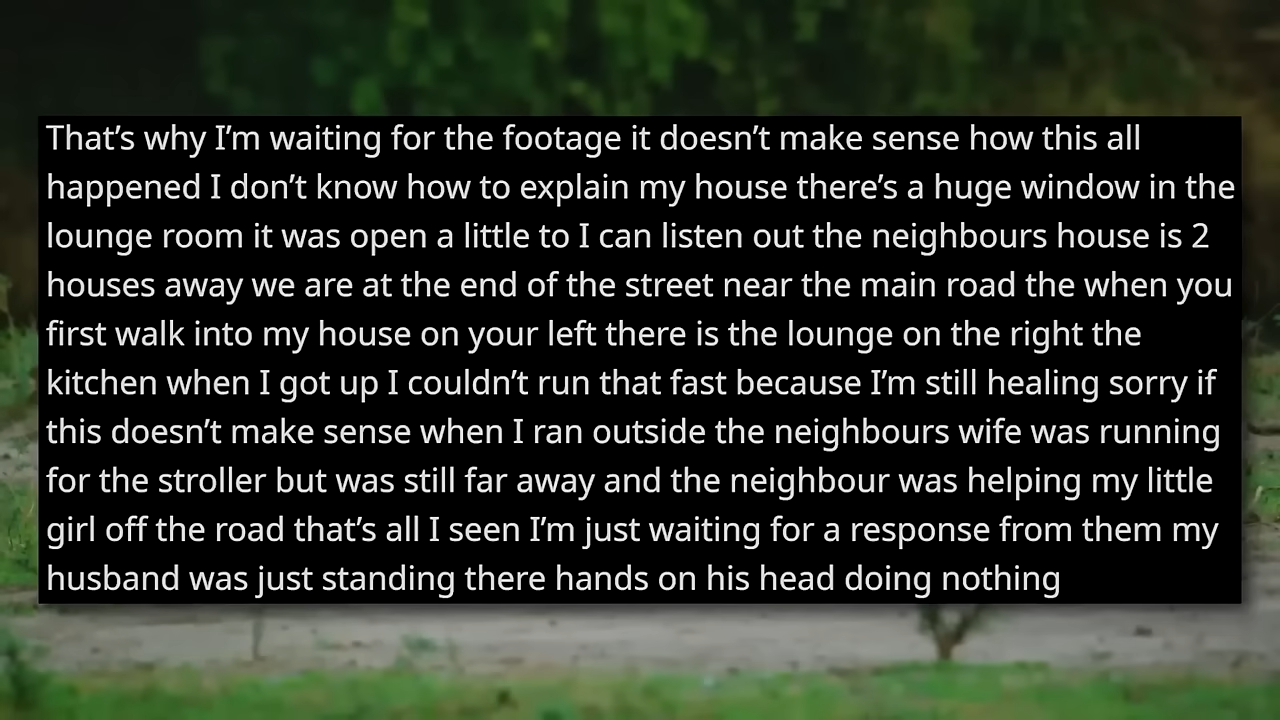 That’s why I’m waiting for the footage it doesn’t make sense how this all
happened I don’t know how to explain my house there’s a huge window in the
lounge room it was open a little to I can listen out the neighbours house is 2
houses away we are at the end of the street near the main road the when you
first walk into my house on your left there is the lounge on the right the
kitchen when I got up I couldn’t run that fast because I’m still healing sorry if
this doesn’t make sense when I ran outside the neighbours wife was running
for the stroller but was still far away and the neighbour was helping my little
girl off the road that’s all I seen I’m just waiting for a response from them my
husband was just standing there hands on his head doing nothing